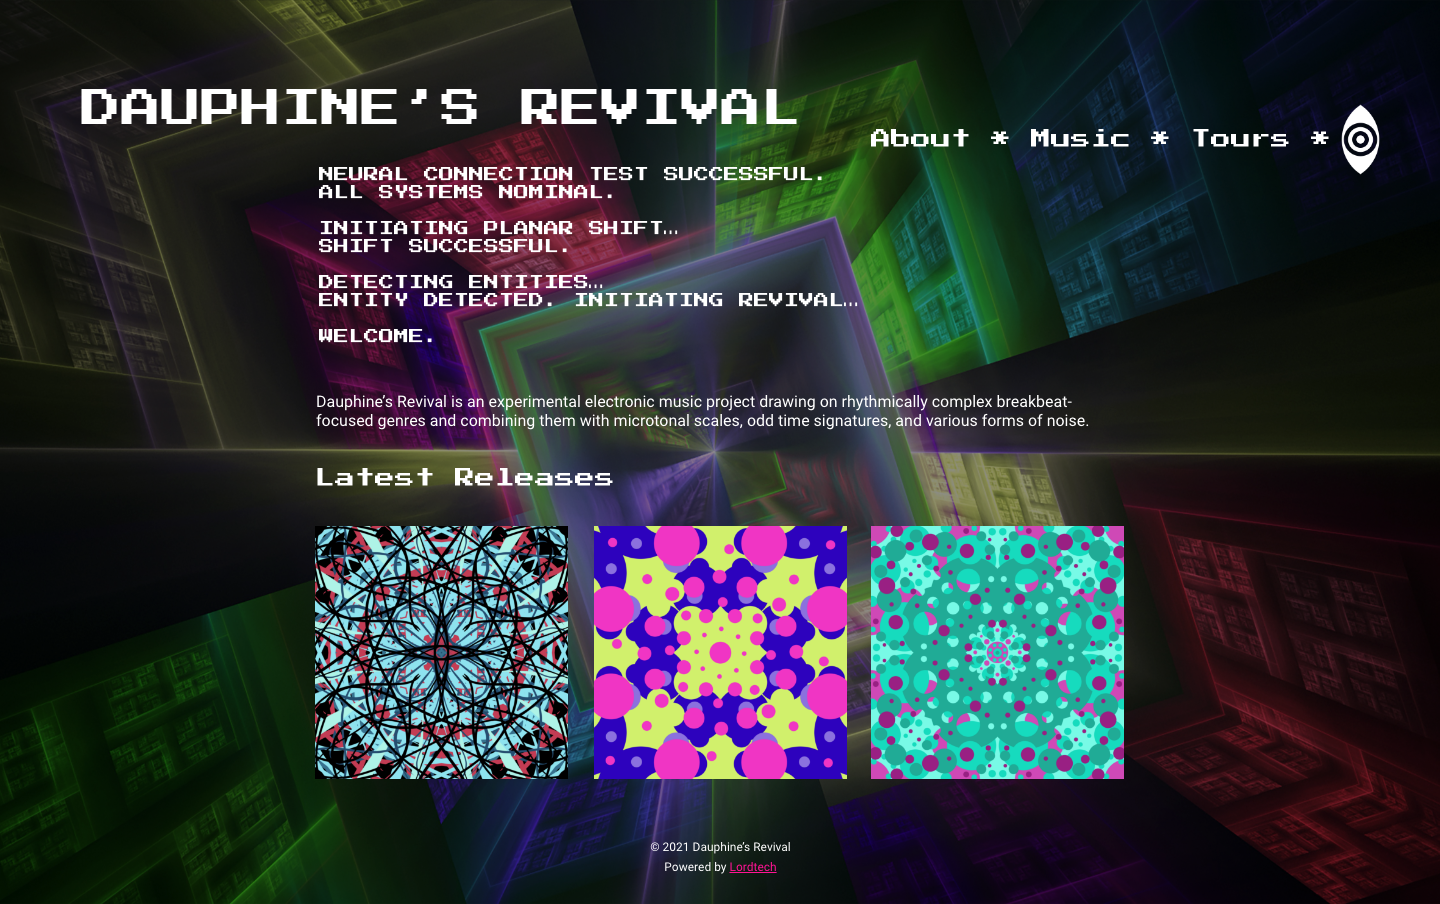 DAUPHINE'S REVIVAL
About * Music * Tours *
NEURAL CONNECTION TEST SUCCESSFUL.
ALL SYSTEMS NOMINAL.
INITIATING PLANAR SHIFT…
SHIFT SUCCESSFUL.
DETECTING ENTITIES…
ENTITY DETECTED. INITIATING REVIVAL…
WELCOME.
Dauphine’s Revival is an experimental electronic music project drawing on rhythmically complex breakbeat-
focused genres and combining them with microtonal scales, odd time signatures, and various forms of noise.
Latest Releases
© 2021 Dauphine’s Revival
Powered by Lordtech